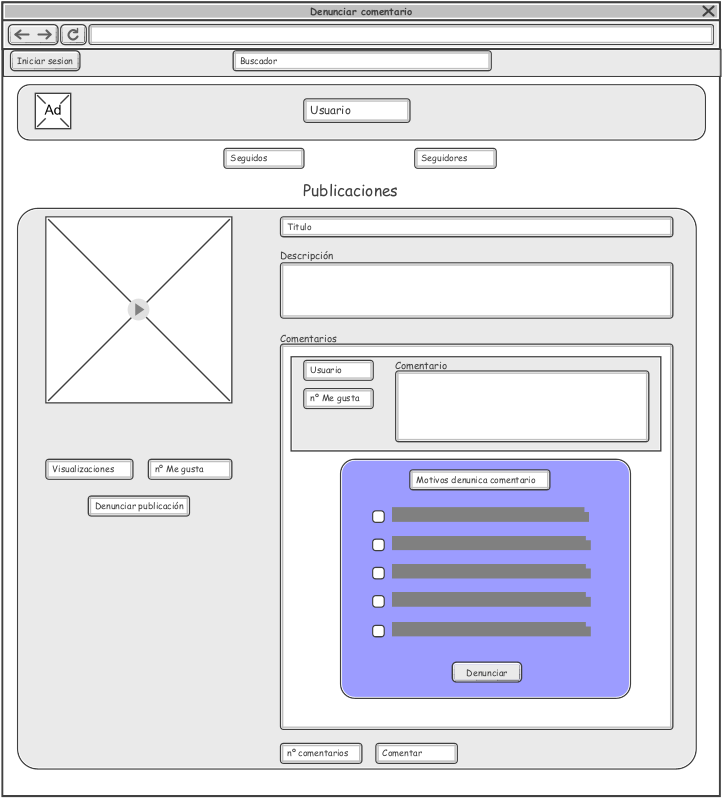 Denunciar comentario
Iniciar sesion
Buscador
Ad
Usuario
Seguidos
Seguidores
Publicaciones
Titulo
Descripción
Comentarios
Usuario
Comentario
nº Me gusta
Visualizaciones
nº Me gusta
Denunciar publicación
Motivas denunica comentario
Denunciar
nº comentarios
Comentar